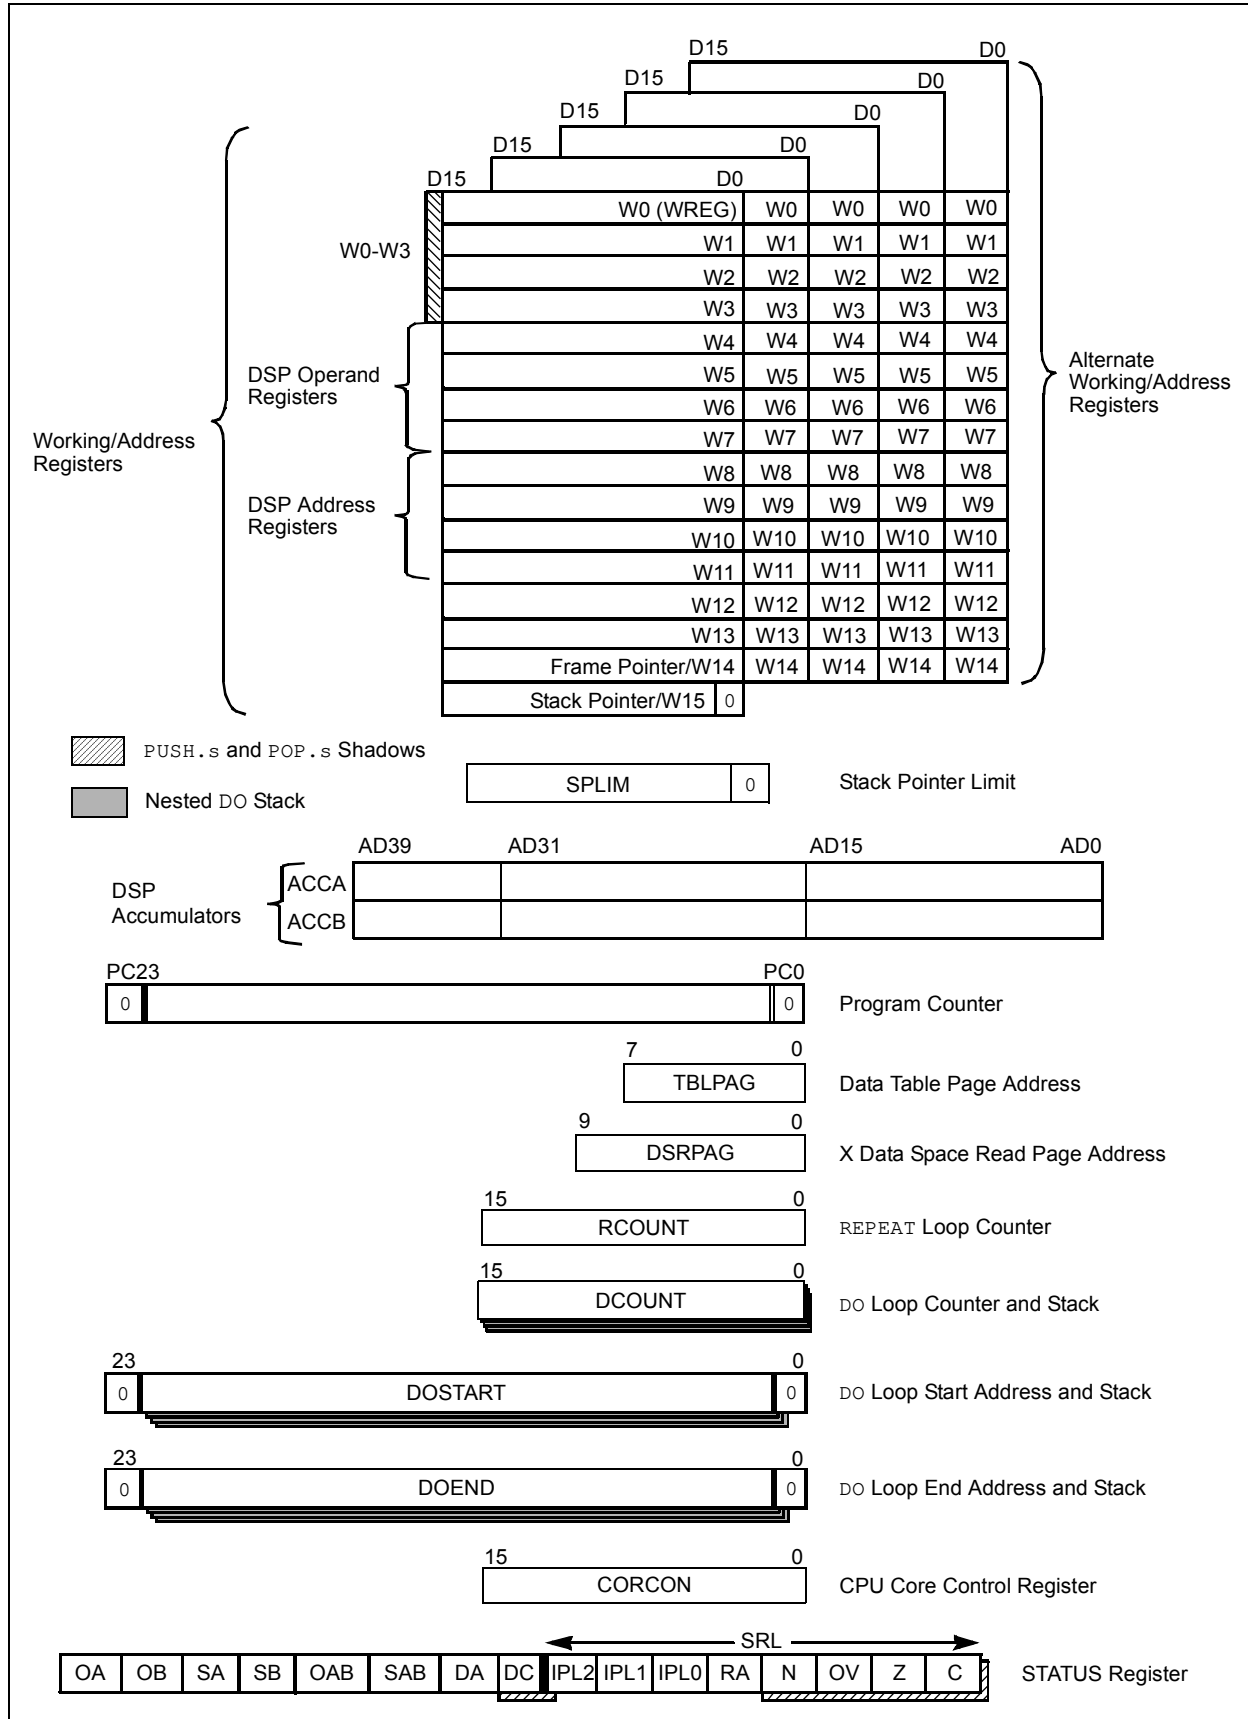 D15 D0
D15 D0
D15 D0
D15 D0
D15 D0
W0 (WREG) W0 W0 W0 W0
W1 W1 W1 W1 W1
W0-W3
W2 W2 W2 W2 W2
W3 W3 W3 W3 W3
W4 W4 W4 W4 W4
DSP Operand
Registers
W5 W5 W5 W5 W5
Alternate
Working/Address
Registers
W6 W6 W6 W6 W6
W7 W7 W7 W7 W7
Working/Address
Registers
W8 W8 W8 W8 W8
DSP Address
Registers
W9 W9 W9 W9 W9
W10 W10 W10 W10 W10
W11 W11 W11 W11 W11
W12 W12 W12 W12 W12
W13 W13 W13 W13 W13
Frame Pointer/W14 W14 W14 W14 W14
Stack Pointer/W15 0
PUSH.s and POP.s Shadows
Nested DO Stack
SPLIM 0 Stack Pointer Limit
AD39 AD31 AD15 AD0
DSP
Accumulators
ACCA
ACCB
PC23 PC0
0 0 Program Counter
7 0
TBLPAG Data Table Page Address
9 0
DSRPAG X Data Space Read Page Address
15 0
RCOUNT REPEAT Loop Counter
15 0
DCOUNT DO Loop Counter and Stack
23 0
0 DOSTART 0 DO Loop Start Address and Stack
23 0
0 DOEND 0 DO Loop End Address and Stack
15 0
CORCON CPU Core Control Register
SRL
OA OB SA SB OAB SAB DA DC IPL2 IPL1 IPL0 RA N OV Z C STATUS Register